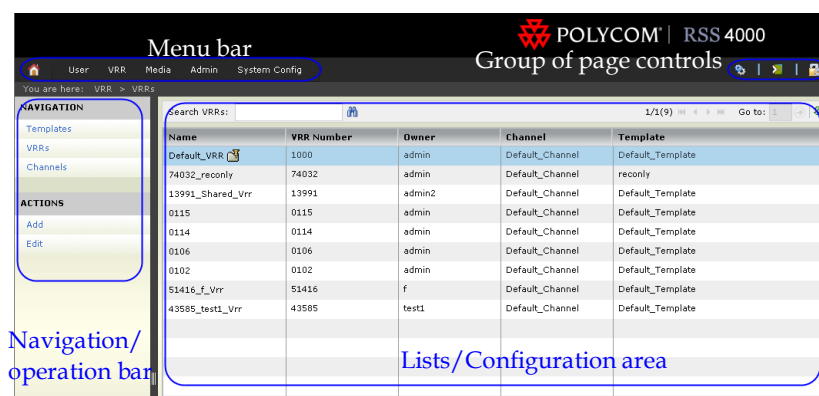 POLYCOM® | RSS 4000
Menu bar
Group of page controls
User VRR Media Admin System Config
You are here: VRR > VRRs
NAVIGATION
Templates
VRRs
Channels
ACTIONS
Add
Edit
Navigation/
operation bar
Search VRRs: 1/1(9) Go to: 1
Name VRR Number Owner Channel Template
Default_VRR 1000 admin Default_Channel Default_Template
74032_reconly 74032 admin Default_Channel reconly
13991_Shared_Vrr 13991 admin2 Default_Channel Default_Template
0115 0115 admin Default_Channel Default_Template
0114 0114 admin Default_Channel Default_Template
0106 0106 admin Default_Channel Default_Template
0102 0102 admin Default_Channel Default_Template
51416_f_Vrr 51416 f Default_Channel Default_Template
43585_test1_Vrr 43585 test1 Default_Channel Default_Template
Lists/Configuration area